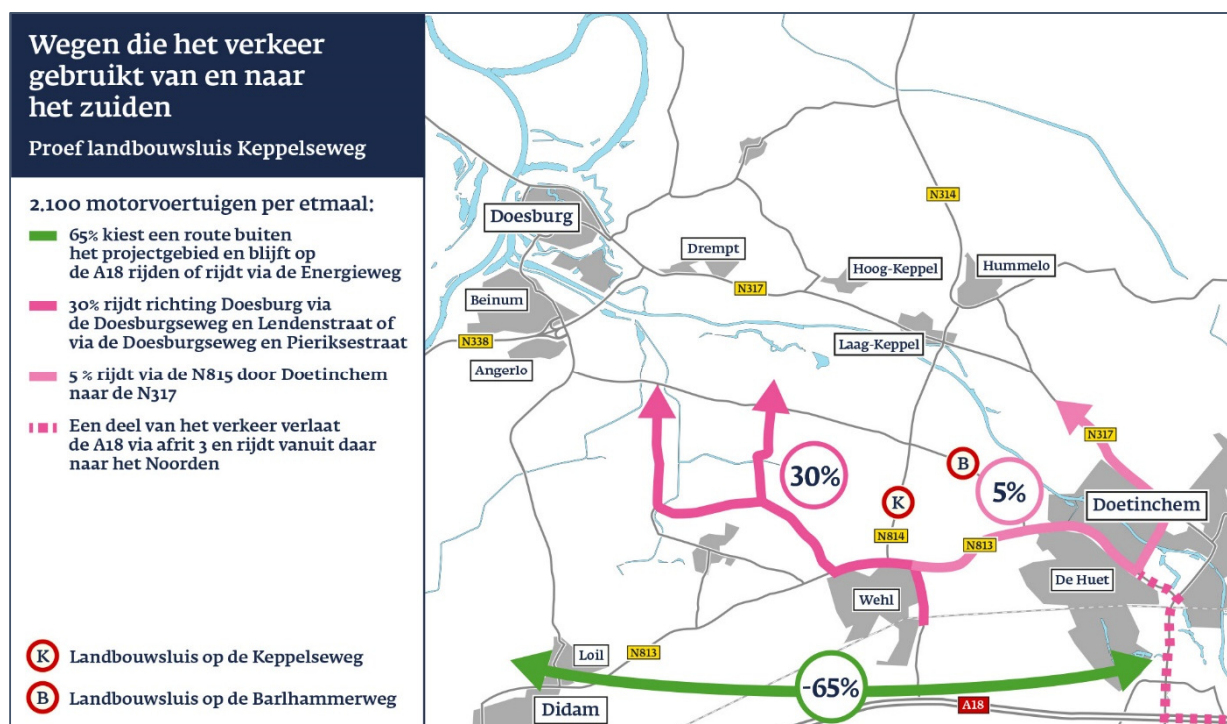 Wegen die het verkeer
gebruikt van en naar
het zuiden
Proef landbouwsluis Keppelseweg
2.100 motorvoertuigen per etmaal:
65% kiest een route buiten
het projectgebied en blijft op
de A18 rijden of rijdt via de Energieweg
30% rijdt richting Doesburg via
de Doesburgseweg en Lendenstraat of
via de Doesburgseweg en Pieriksestraat
5 % rijdt via de N815 door Doetinchem
naar de N317
Een deel van het verkeer verlaat
de A18 via afrit 3 en rijdt vanuit daar
naar het Noorden
K Landbouwsluis op de Keppelseweg
B Landbouwsluis op de Barlhammerweg
N314
Doesburg
Drempt
Hoog-Keppel
Hummelo
N317
Beinum
N338
Angerlo
Laag-Keppel
N317
B
30%
5%
K
Doetinchem
N814
N813
De Huet
Wehl
Loil
N813
-65%
A18
Didam